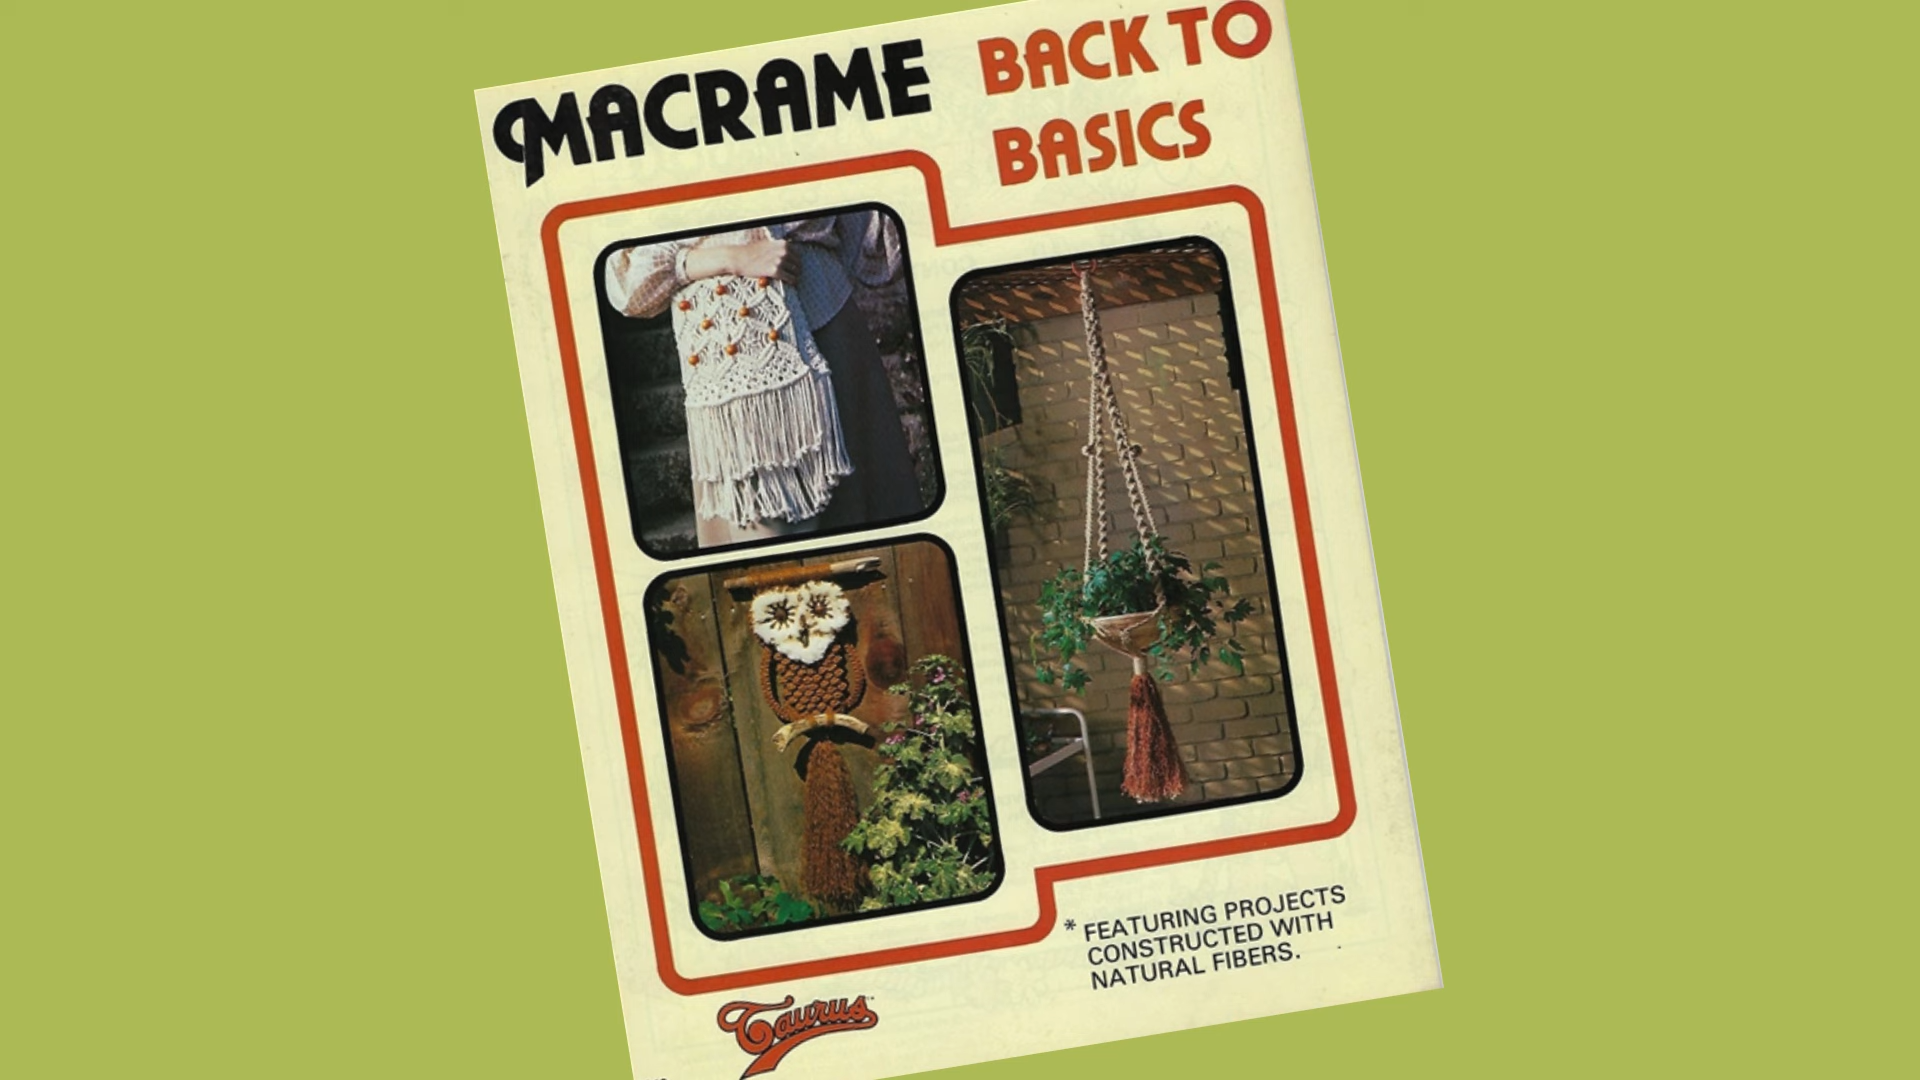 MACRAME
BACK TO
BASICS
* FEATURING PROJECTS
CONSTRUCTED WITH
NATURAL FIBERS.
Taurus